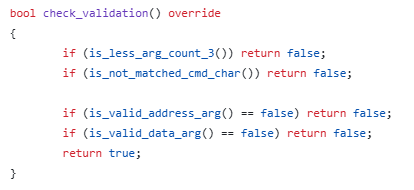 bool check_validation() override
{
if (is_less_arg_count_3()) return false;
if (is_not_matched_cmd_char()) return false;
if (is_valid_address_arg() == false) return false;
if (is_valid_data_arg() == false) return false;
return true;
}